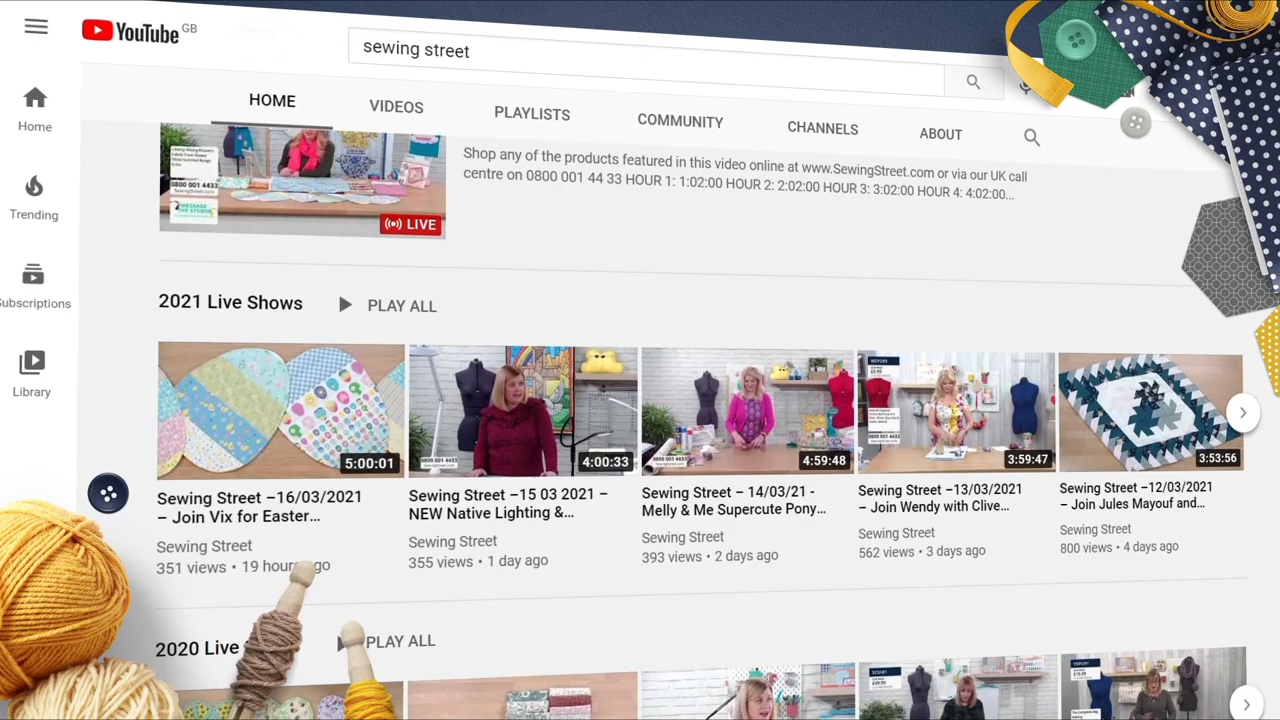 YouTube GB
sewing street
Home
Trending
Subscriptions
Library
HOME
VIDEOS
PLAYLISTS
COMMUNITY
CHANNELS
ABOUT
0800 001 4433
SewingStreet.com
MESSAGE THE STUDIO
LIVE
Shop any of the products featured in this video online at www.SewingStreet.com or via our UK call
centre on 0800 001 44 33 HOUR 1: 1:02:00 HOUR 2: 2:02:00 HOUR 3: 3:02:00 HOUR 4: 4:02:00...
2021 Live Shows
PLAY ALL
5:00:01
4:00:33
4:59:48
3:59:47
3:53:56
Sewing Street –16/03/2021
– Join Vix for Easter...
Sewing Street
351 views • 19 hours ago
Sewing Street –15 03 2021 –
NEW Native Lighting &...
Sewing Street
355 views • 1 day ago
Sewing Street – 14/03/21 -
Melly & Me Supercute Pony...
Sewing Street
393 views • 2 days ago
Sewing Street –13/03/2021
– Join Wendy with Clive...
Sewing Street
562 views • 3 days ago
Sewing Street –12/03/2021
– Join Jules Mayouf and...
Sewing Street
800 views • 4 days ago
2020 Live
PLAY ALL